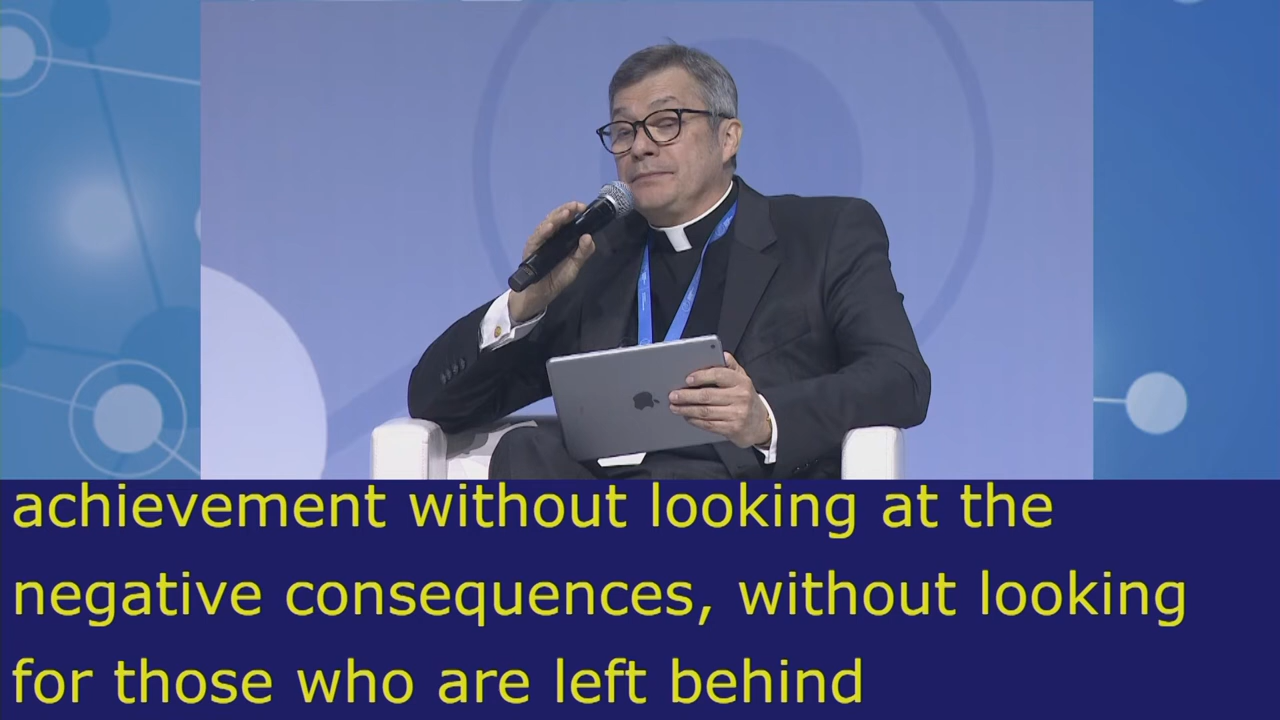 achievement without looking at the
negative consequences, without looking
for those who are left behind